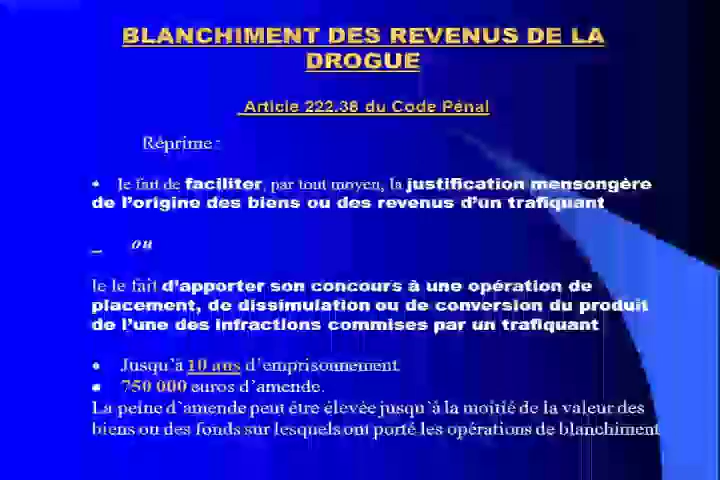 BLANCHIMENT DES REVENUS DE LA
DROGUE
Article 222.38 du Code Pénal
Réprime :
• le fait de faciliter, par tout moyen, la justification mensongère
de l'origine des biens ou des revenus d'un trafiquant
_ ou
le le fait d'apporter son concours à une opération de
placement, de dissimulation ou de conversion du produit
de l'une des infractions commises par un trafiquant
• Jusqu'à 10 ans d'emprisonnement
• 750 000 euros d'amende.
La peine d'amende peut être élevée jusqu'à la moitié de la valeur des
biens ou des fonds sur lesquels ont porté les opérations de blanchiment